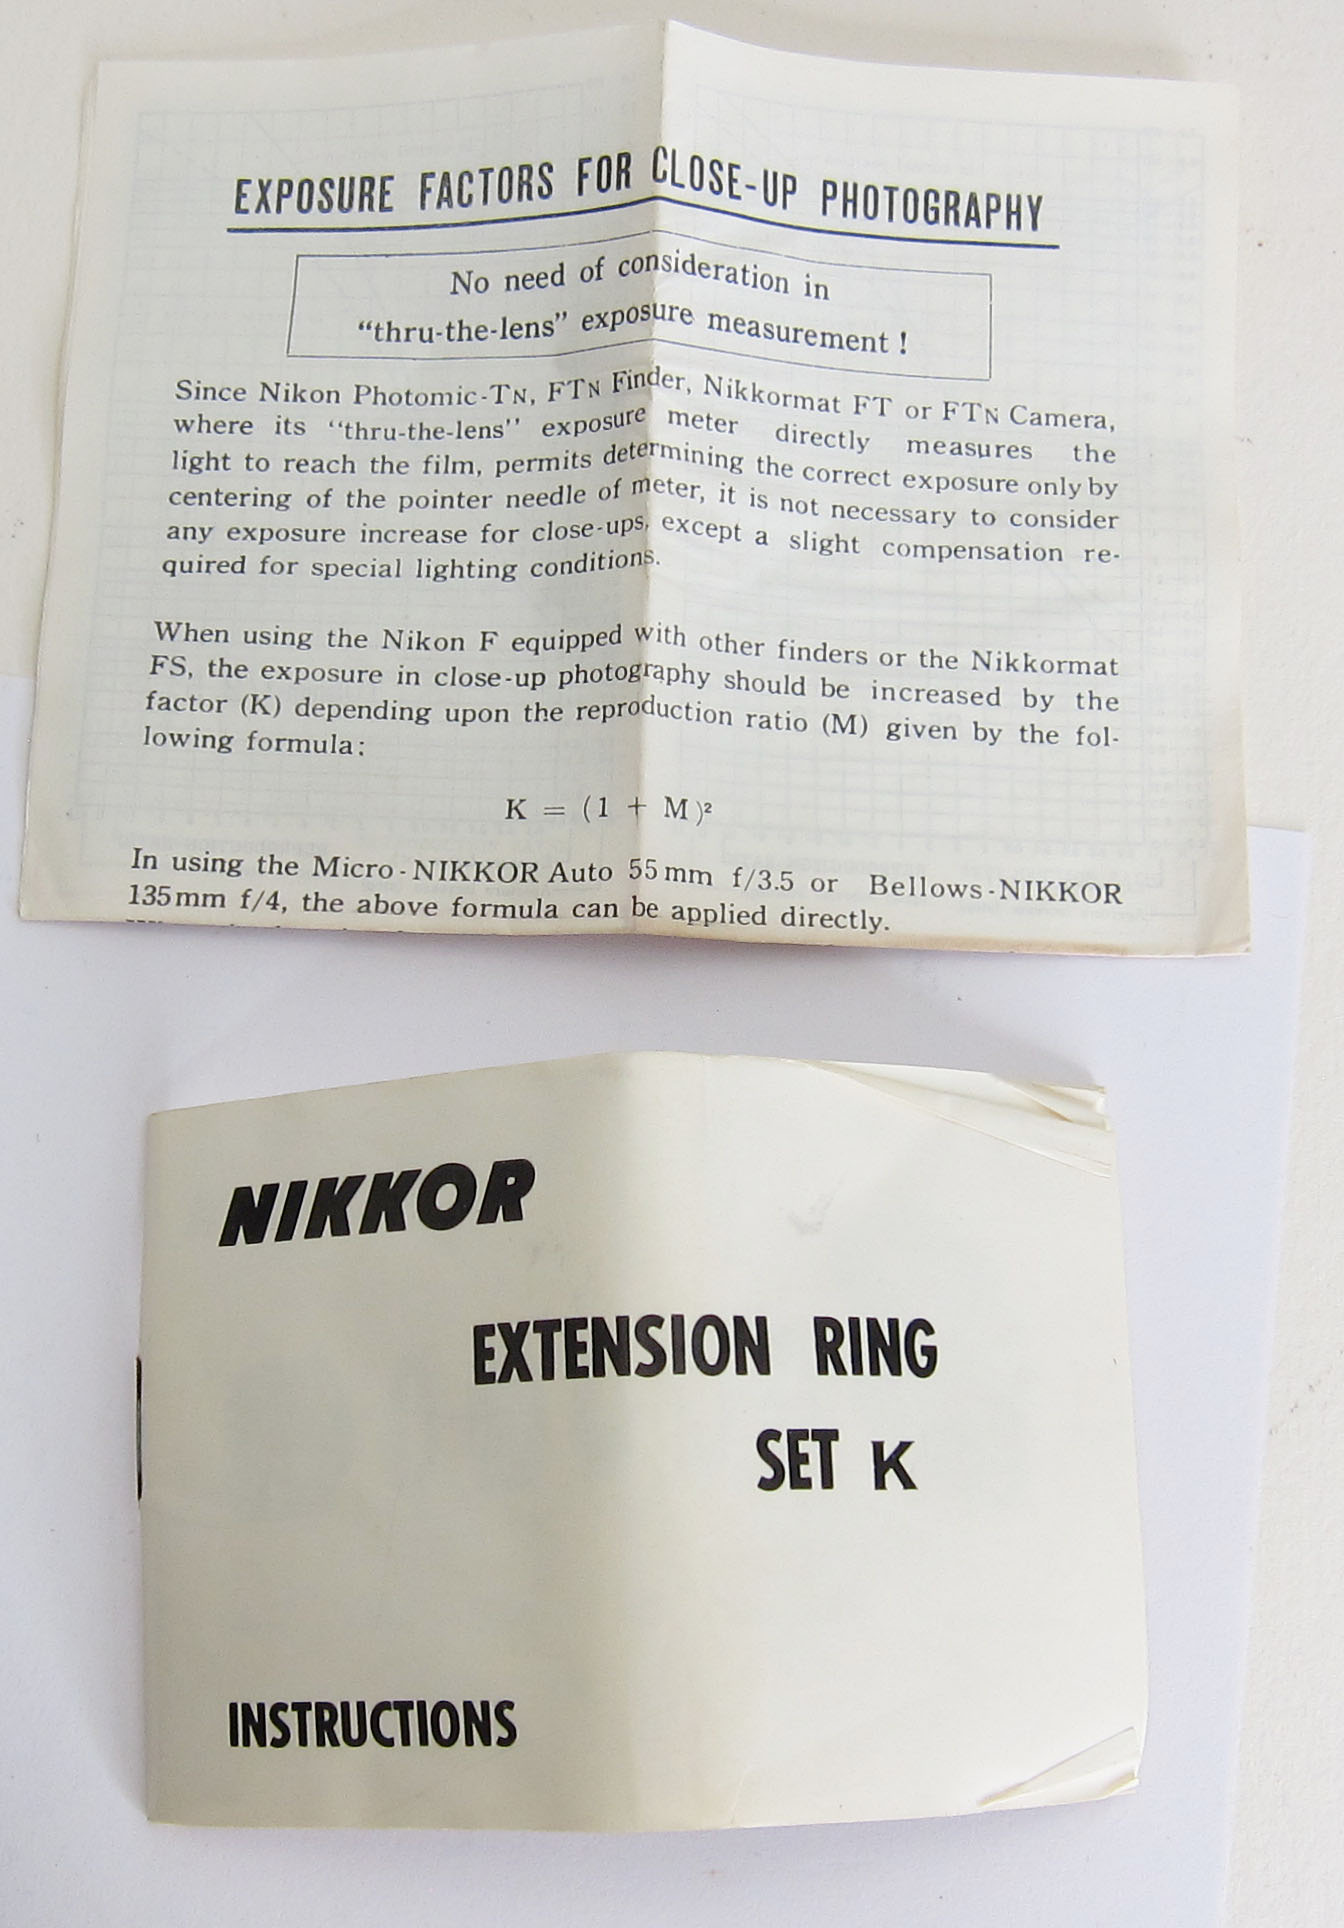 EXPOSURE FACTORS FOR CLOSE-UP PHOTOGRAPHY
No need of consideration in
"thru-the-lens" exposure measurement !
Since Nikon Photomic-TN, FTN Finder, Nikkormat FT or FTN Camera,
where its "thru-the-lens" exposure meter directly measures the
light to reach the film, permits determining the correct exposure only by
centering of the pointer needle of meter, it is not necessary to consider
any exposure increase for close-ups, except a slight compensation re-
quired for special lighting conditions.
When using the Nikon F equipped with other finders or the Nikkormat
FS, the exposure in close-up photography should be increased by the
factor (K) depending upon the reproduction ratio (M) given by the fol-
lowing formula:
K = (1 + M)²
In using the Micro-NIKKOR Auto 55mm f/3.5 or Bellows-NIKKOR
135mm f/4, the above formula can be applied directly.
NIKKOR
EXTENSION RING
SET K
INSTRUCTIONS